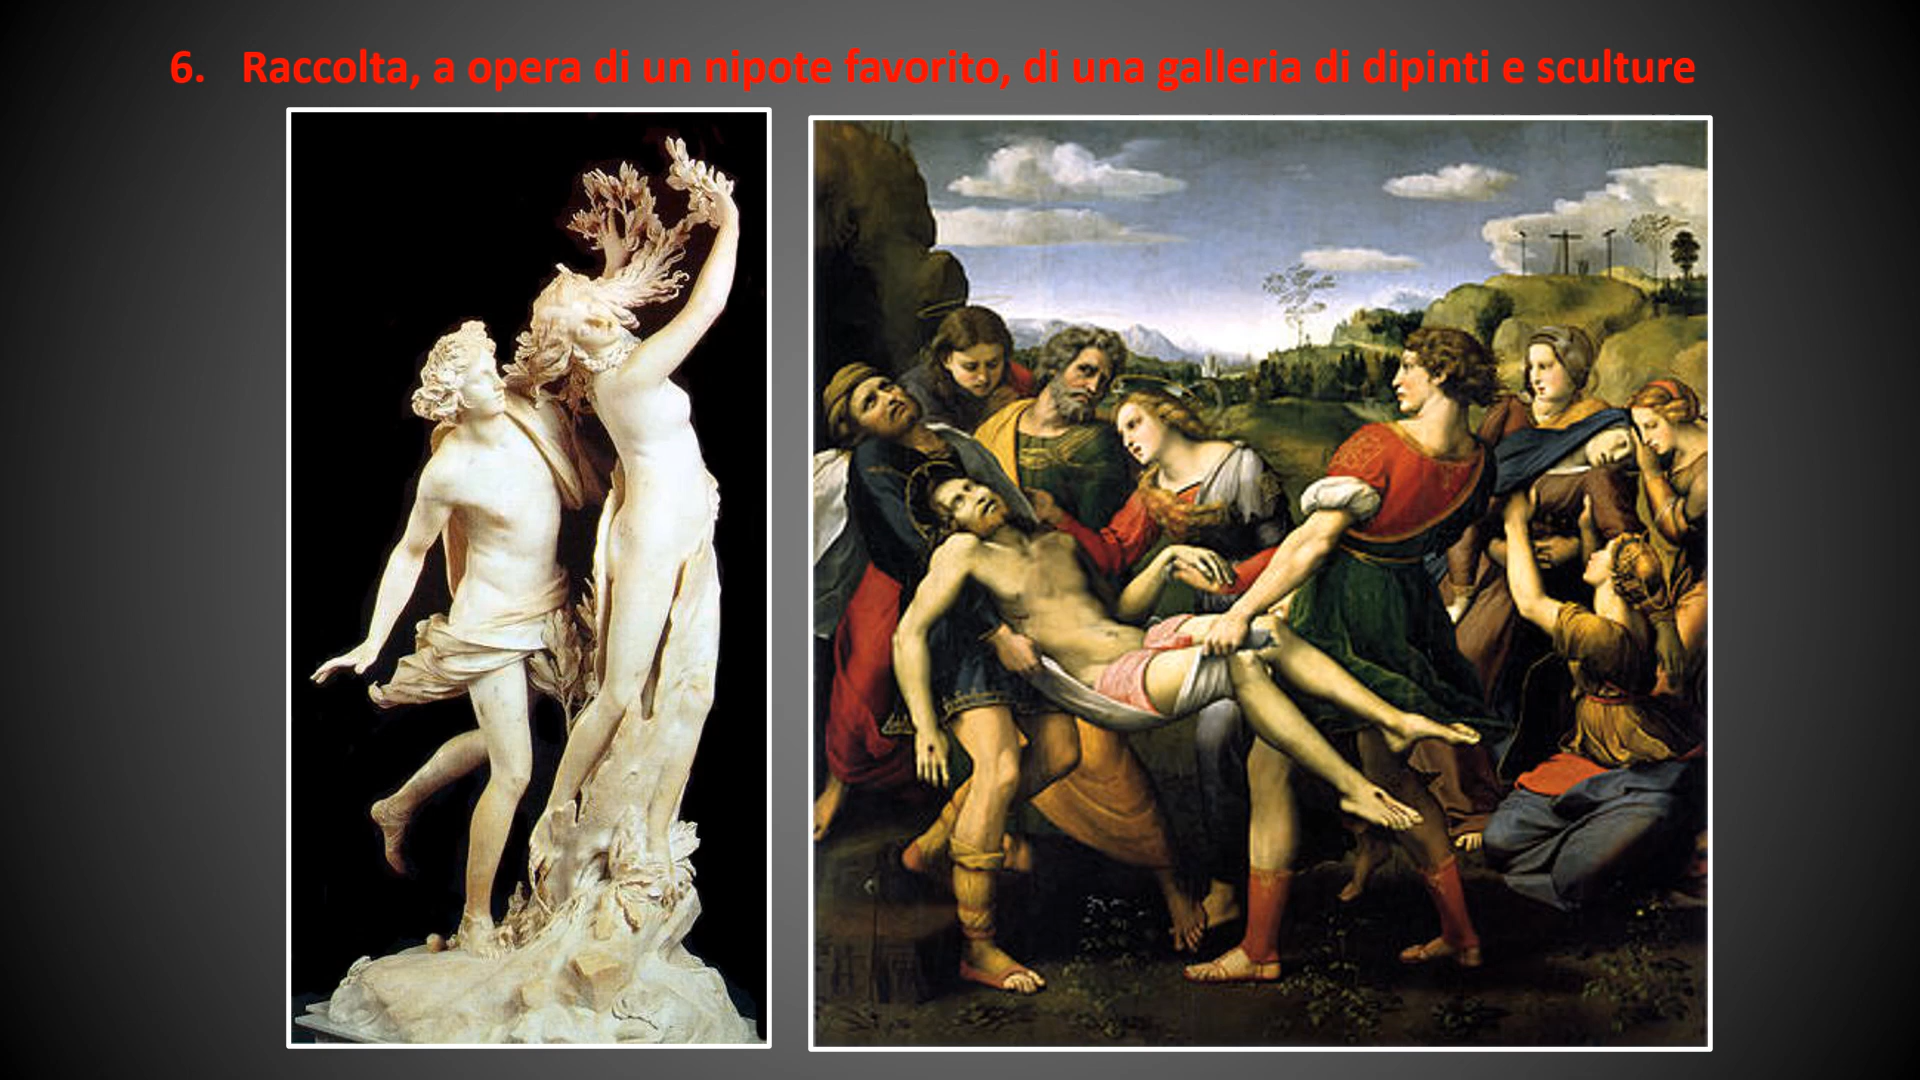 6. Raccolta, a opera di un nipote favorito, di una galleria di dipinti e sculture